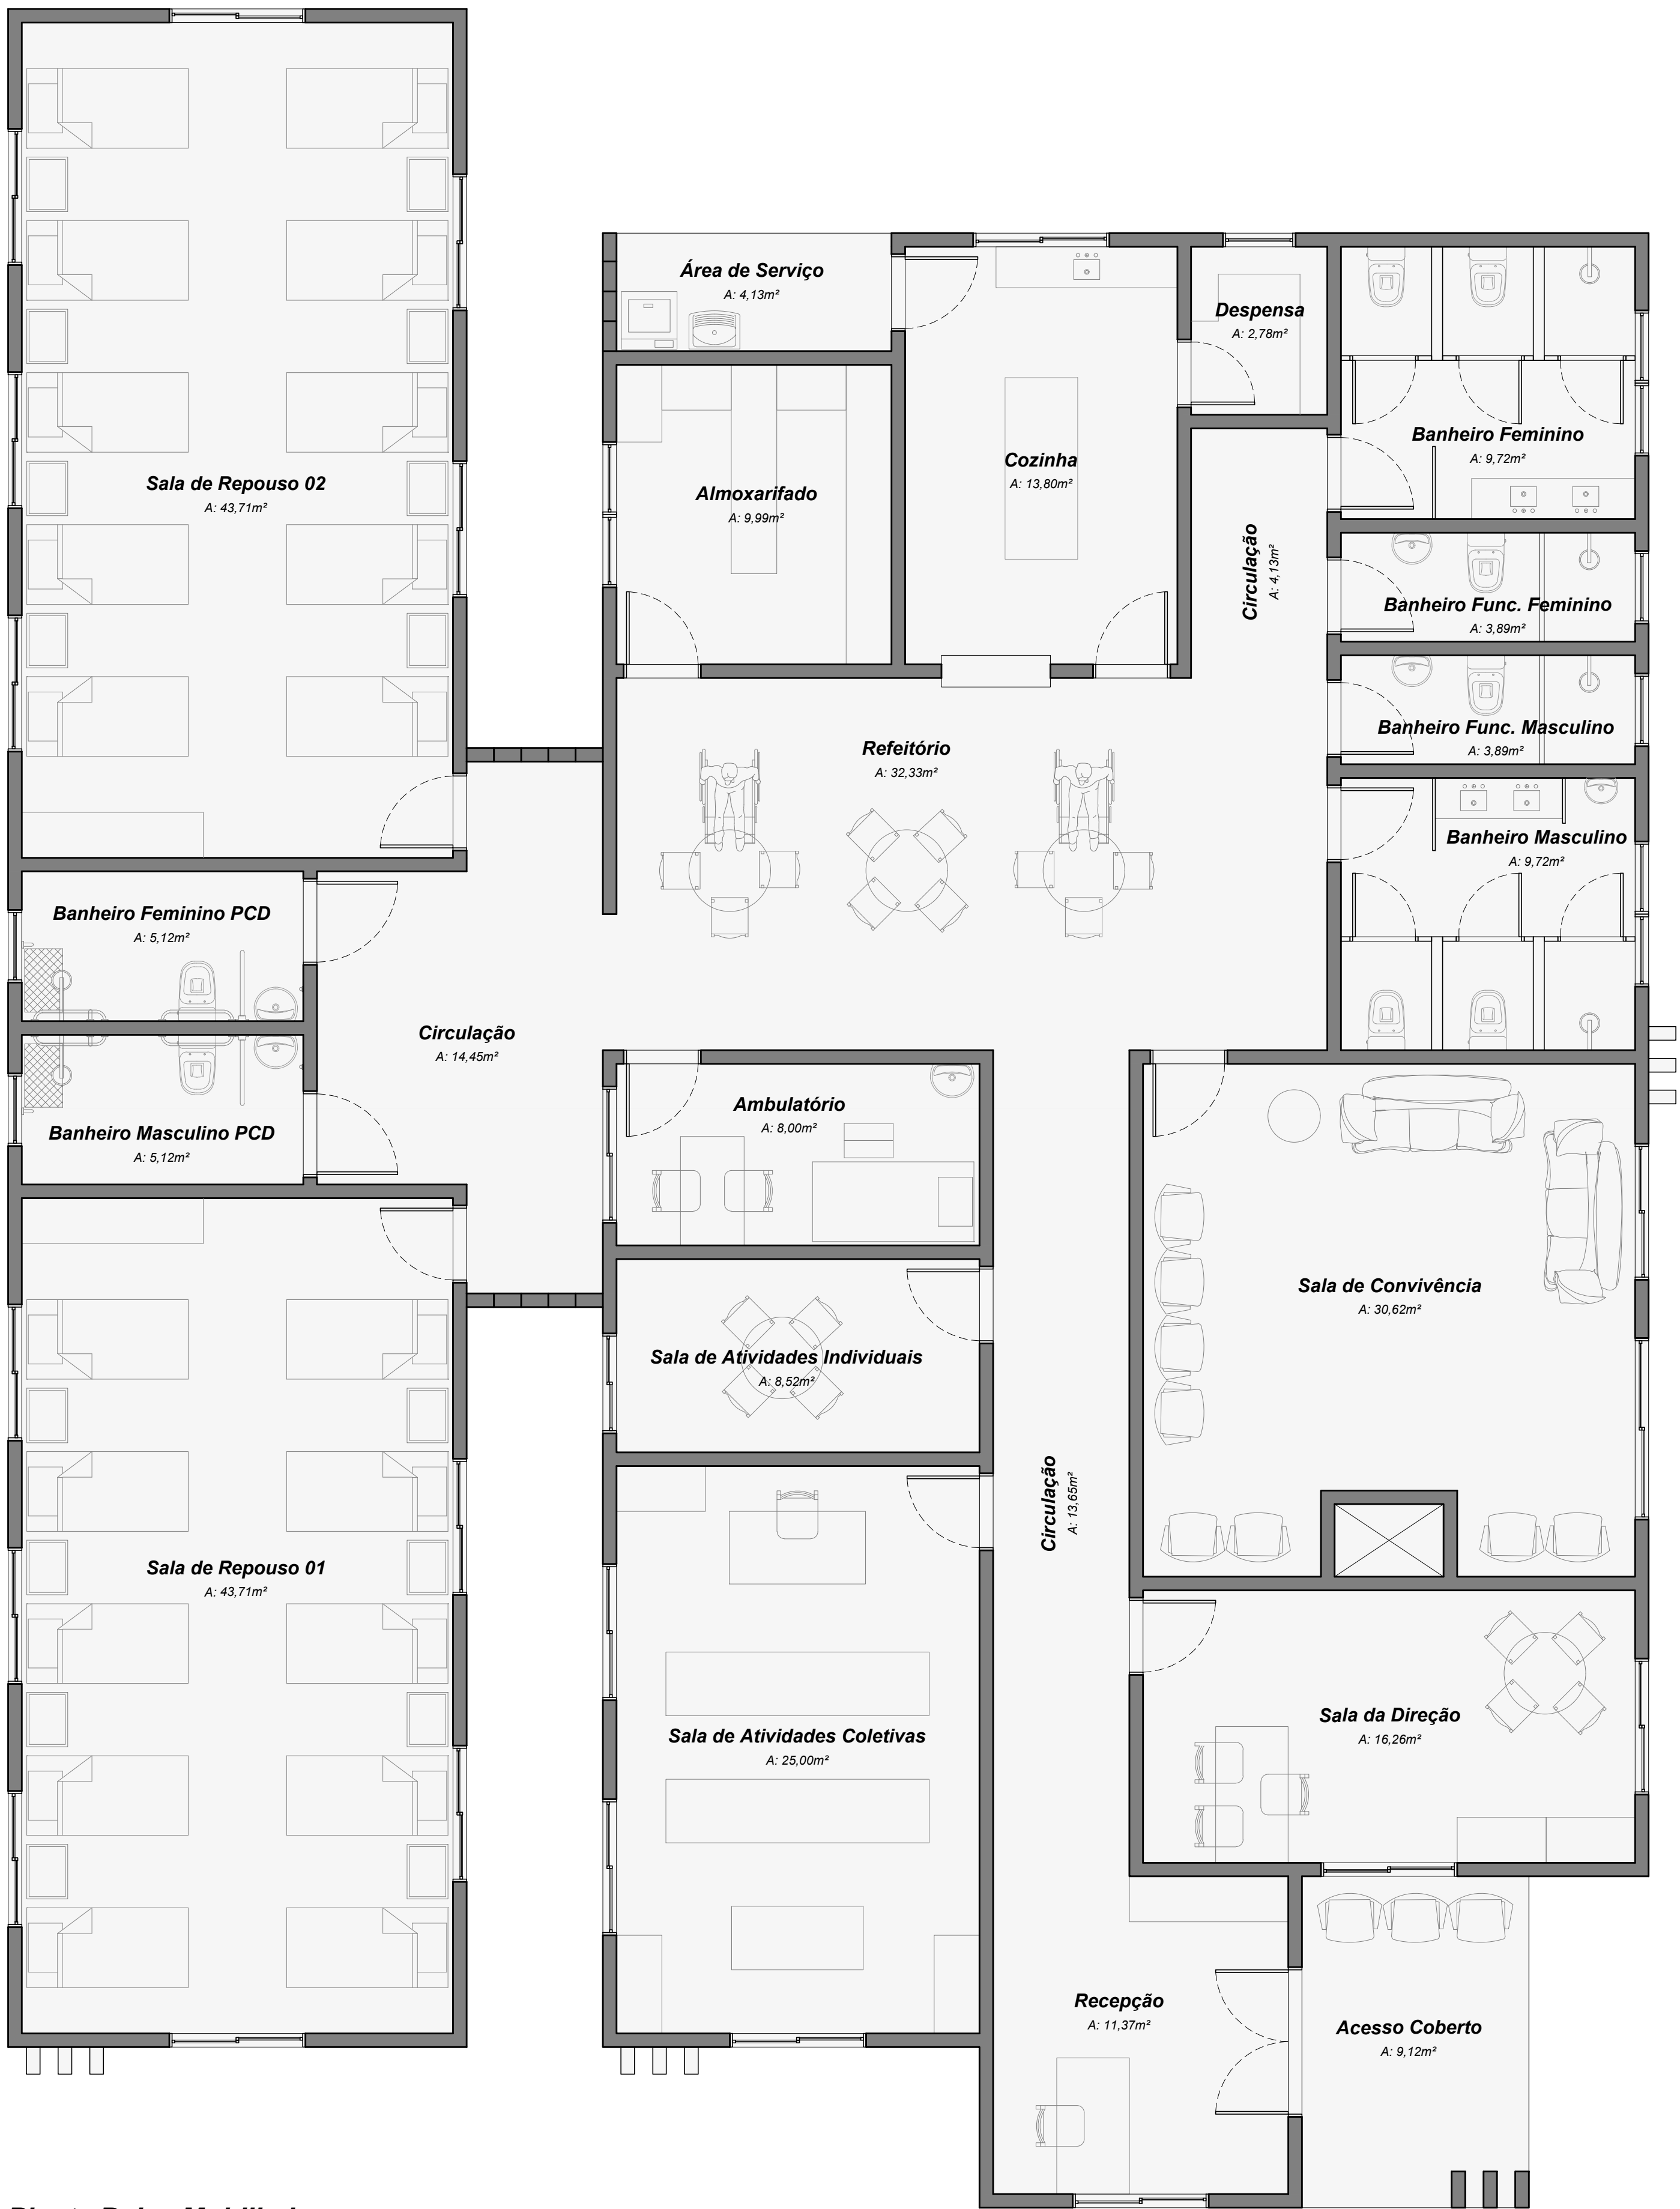 Área de Serviço
A: 4,13m²
Despensa
A: 2,78m²
Banheiro Feminino
A: 9,72m²
Sala de Repouso 02
A: 43,71m²
Almoxarifado
A: 9,99m²
Cozinha
A: 13,80m²
Circulação
A: 4,13m²
Banheiro Func. Feminino
A: 3,89m²
Banheiro Func. Masculino
A: 3,89m²
Refeitório
A: 32,33m²
Banheiro Masculino
A: 9,72m²
Banheiro Feminino PCD
A: 5,12m²
Circulação
A: 14,45m²
Banheiro Masculino PCD
A: 5,12m²
Ambulatório
A: 8,00m²
Sala de Convivência
A: 30,62m²
Sala de Atividades Individuais
A: 8,52m²
Circulação
A: 13,65m²
Sala de Repouso 01
A: 43,71m²
Sala de Atividades Coletivas
A: 25,00m²
Sala da Direção
A: 16,26m²
Recepção
A: 11,37m²
Acesso Coberto
A: 9,12m²